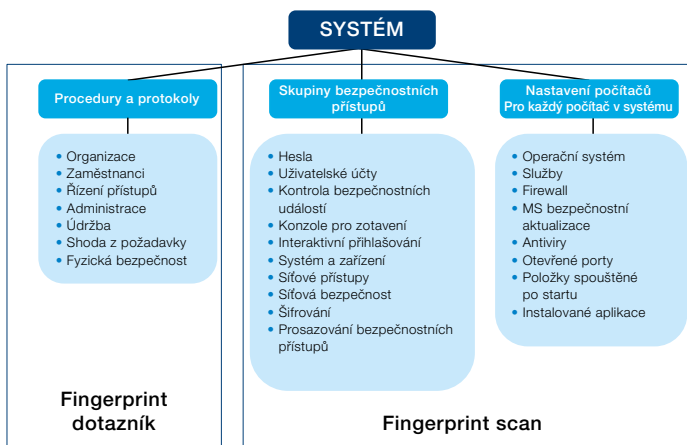 SYSTÉM
Procedury a protokoly
Organizace
Zaměstnanci
Řízení přístupů
Administrace
Údržba
Shoda z požadavky
Fyzická bezpečnost
Fingerprint
dotazník
Skupiny bezpečnostních
přístupů
Hesla
Uživatelské účty
Kontrola bezpečnostních
událostí
Konzole pro zotavení
Interaktivní přihlašování
Systém a zařízení
Síťové přístupy
Síťová bezpečnost
Šifrování
Prosazování bezpečnostních
přístupů
Nastavení počítačů
Pro každý počítač v systému
Operační systém
Služby
Firewall
MS bezpečnostní
aktualizace
Antiviry
Otevřené porty
Položky spouštěné
po startu
Instalované aplikace
Fingerprint scan